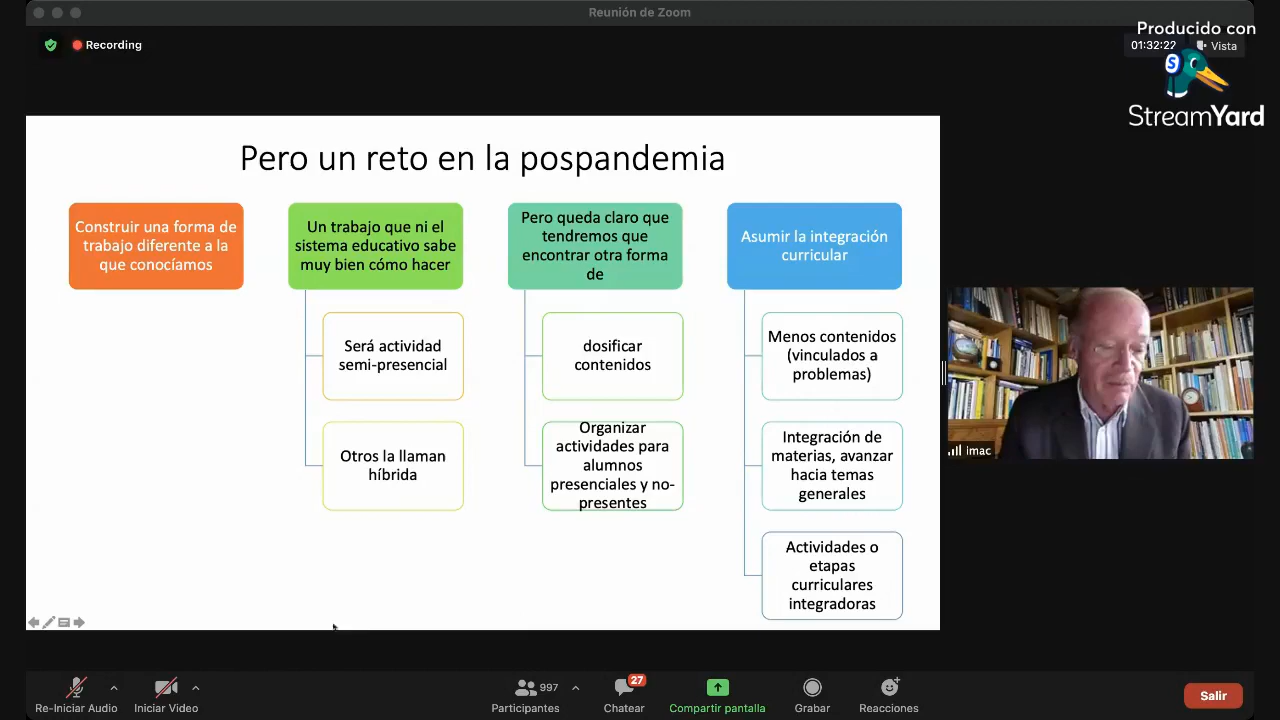 Reunión de Zoom
Recording
Producido con
01:32:22
Vista
S
StreamYard
Pero un reto en la pospandemia
Construir una forma de
trabajo diferente a la
que conocíamos
Un trabajo que ni el
sistema educativo sabe
muy bien cómo hacer
Será actividad
semi-presencial
Otros la llaman
híbrida
Pero queda claro que
tendremos que
encontrar otra forma
de
dosificar
contenidos
Organizar
actividades para
alumnos
presenciales y no-
presentes
Asumir la integración
curricular
Menos contenidos
(vinculados a
problemas)
Integración de
materias, avanzar
hacia temas
generales
Actividades o
etapas
curriculares
integradoras
imac
Re-Iniciar Audio
Iniciar Video
997
Participantes
27
Chatear
Compartir pantalla
Grabar
Reacciones
Salir